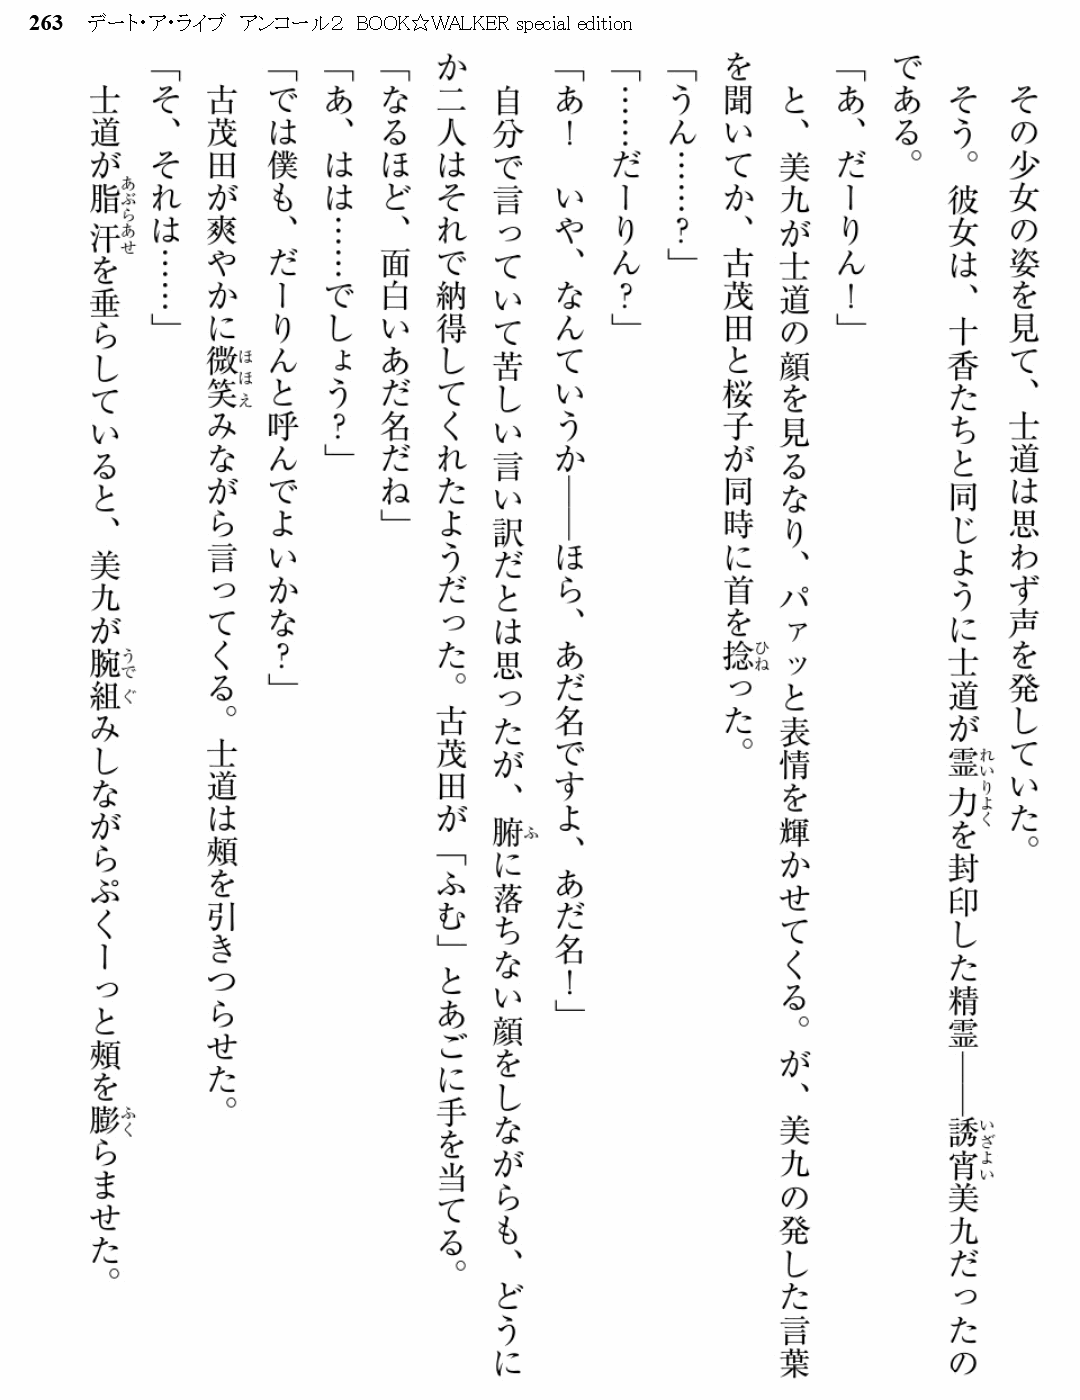 263 デート・ア・ライブ アンコール2 BOOK☆WALKER special edition
その少女の姿を見て、士道は思わず声を発していた。
そう。彼女は、十香たちと同じように士道が霊力を封印した精霊――誘宵美九だったの
である。
「あ、だーりん！」
と、美九が士道の顔を見るなり、パァッと表情を輝かせてくる。が、美九の発した言葉
を聞いてか、古茂田と桜子が同時に首を捻った。
「うん……？」
「……だーりん？」
「あ！　いや、なんていうか――ほら、あだ名ですよ、あだ名！」
自分で言っていて苦しい言い訳だとは思ったが、腑に落ちない顔をしながらも、どうに
か二人はそれで納得してくれたようだった。古茂田が「ふむ」とあごに手を当てる。
「なるほど、面白いあだ名だね」
「あ、はは……でしょう？」
「では僕も、だーりんと呼んでよいかな？」
古茂田が爽やかに微笑みながら言ってくる。士道は頬を引きつらせた。
「そ、それは……」
士道が脂汗を垂らしていると、美九が腕組みしながらぷくーっと頬を膨らませた。